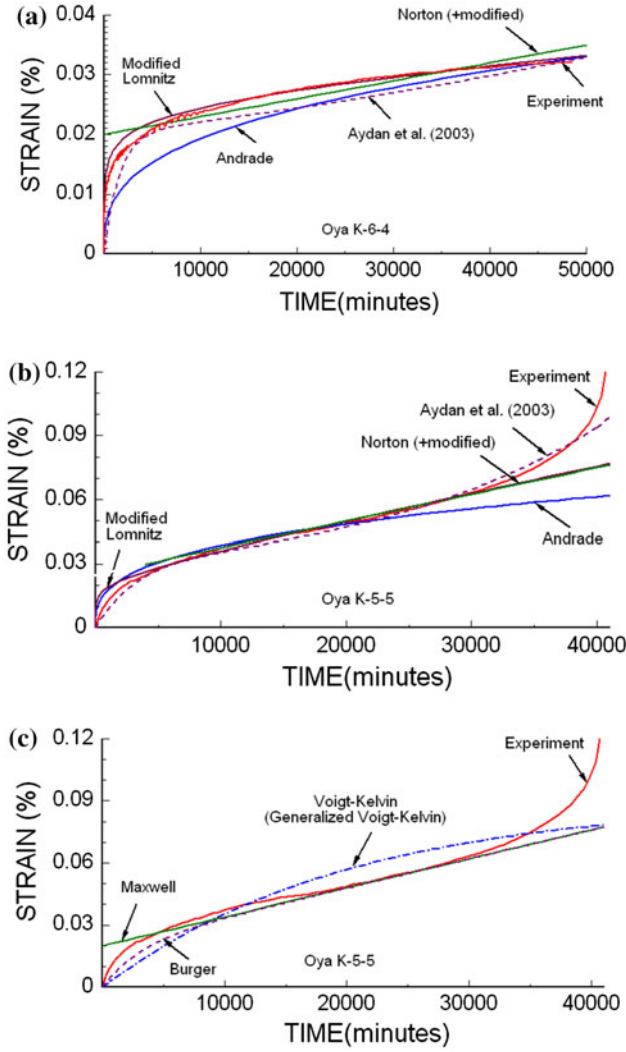 (a)
STRAIN (%)
0.04
0.03
0.02
0.01
0
Norton (+modified)
Modified
Lomnitz
Experiment
Aydan et al. (2003)
Andrade
Oya K-6-4
10000 20000 30000 40000 50000
TIME(minutes)
(b)
STRAIN (%)
0.12
0.09
0.06
0.03
0
Experiment
Aydan et al. (2003)
Norton (+modified)
Modified
Lomnitz
Andrade
Oya K-5-5
10000 20000 30000 40000
TIME(minutes)
(c)
STRAIN (%)
0.12
0.09
0.06
0.03
0
Experiment
Voigt-Kelvin
(Generalized Voigt-Kelvin)
Maxwell
Burger
Oya K-5-5
10000 20000 30000 40000
TIME(minutes)